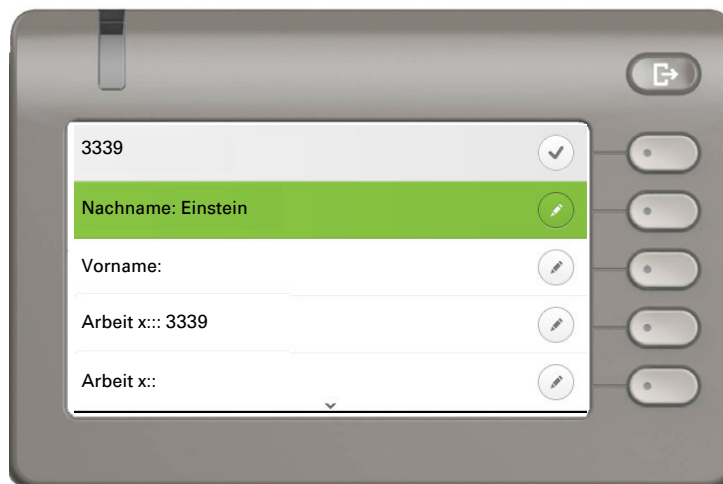 3339
Nachname: Einstein
Vorname:
Arbeit x::: 3339
Arbeit x::